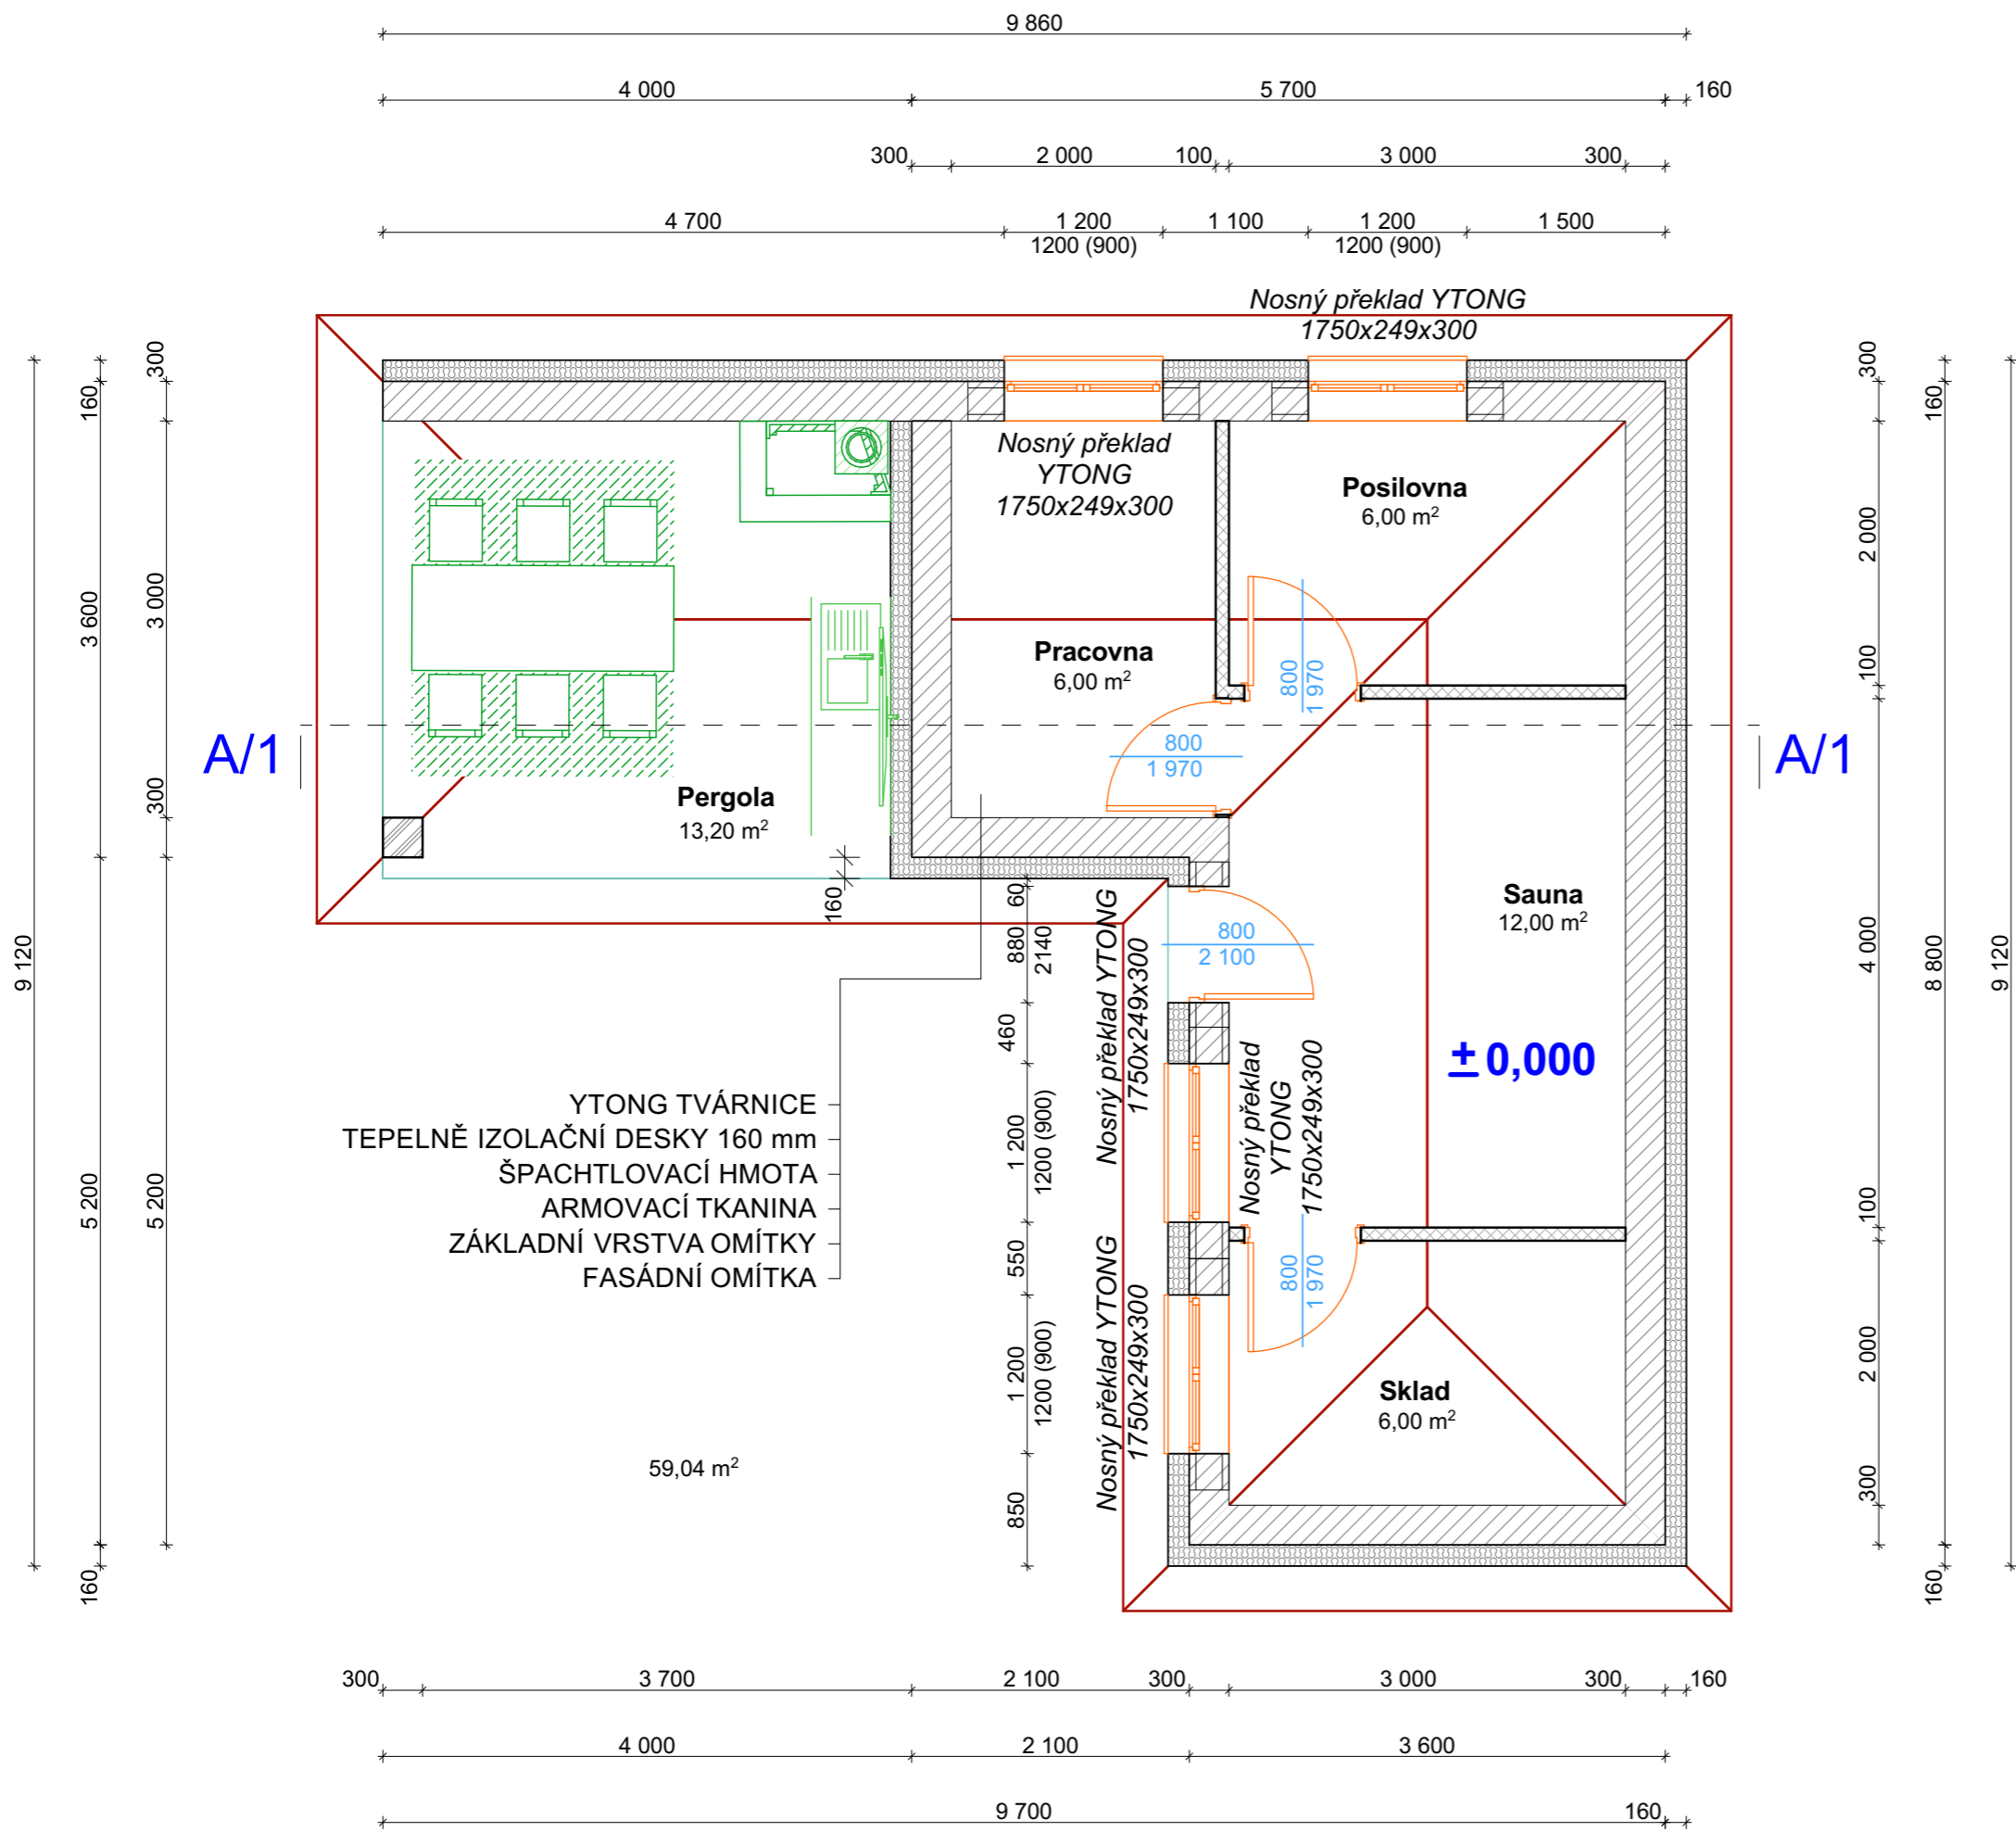 9 860
4 000
5 700
160
300
2 000
100
3 000
300
4 700
1 200
1200 (900)
1 100
1 200
1200 (900)
1 500
Nosný překlad YTONG
1750x249x300
Nosný překlad
YTONG
1750x249x300
Posilovna
6,00 m²
Pracovna
6,00 m²
800
1 970
800
1 970
A/1
A/1
Pergola
13,20 m²
160
Sauna
12,00 m²
800
2 100
± 0,000
Nosný překlad YTONG
1750x249x300
Nosný překlad
YTONG
1750x249x300
Nosný překlad YTONG
1750x249x300
800
1 970
Sklad
6,00 m²
YTONG TVÁRNICE
TEPELNĚ IZOLAČNÍ DESKY 160 mm
ŠPACHTLOVACÍ HMOTA
ARMOVACÍ TKANINA
ZÁKLADNÍ VRSTVA OMÍTKY
FASÁDNÍ OMÍTKA
59,04 m²
60
880
2140
460
1 200
1200 (900)
550
1 200
1200 (900)
850
9 120
160
3 600
5 200
160
300
3 000
300
5 200
300
2 000
100
4 000
100
2 000
300
160
8 800
160
9 120
300
3 700
2 100
300
3 000
300
160
4 000
2 100
3 600
9 700
160